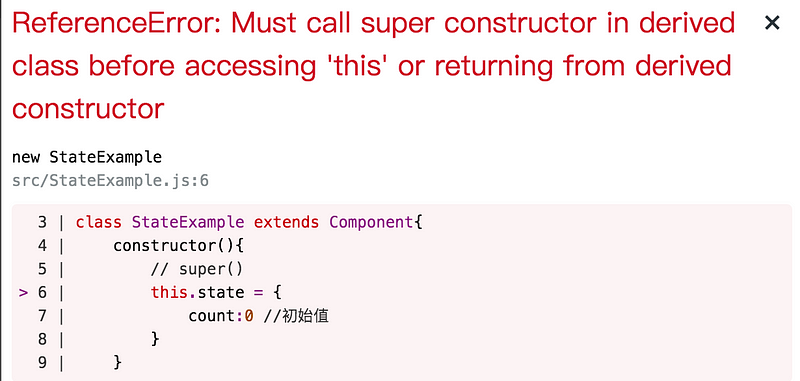 ReferenceError: Must call super constructor in derived ×
class before accessing 'this' or returning from derived
constructor
new StateExample
src/StateExample.js:6
3 | class StateExample extends Component{
4 |     constructor(){
5 |         // super()
> 6 |         this.state = {
7 |             count:0 //初始值
8 |         }
9 |     }